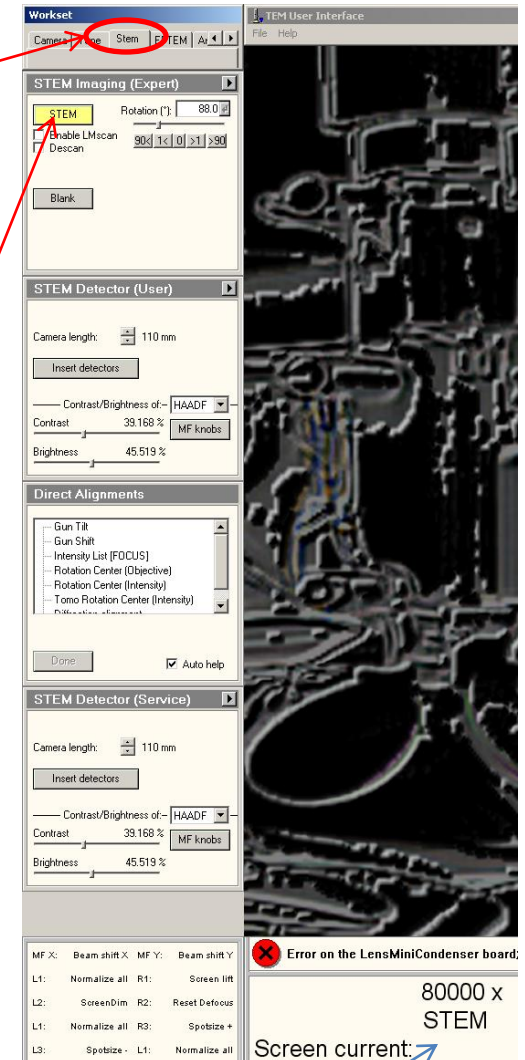 Workset
Camera Tune Stem EFTEM
STEM Imaging (Expert)
STEM
Rotation (°): 88.0
Enable LMscan
Descan
90< 1< 0 >1 >90
Blank
STEM Detector (User)
Camera length: 110 mm
Insert detectors
Contrast/Brightness of:- HAADF
Contrast 39.168 %
MF knobs
Brightness 45.519 %
Direct Alignments
Gun Tilt
Gun Shift
Intensity List [FOCUS]
Rotation Center (Objective)
Rotation Center (Intensity)
Tomo Rotation Center (Intensity)
Done
Auto help
STEM Detector (Service)
Camera length: 110 mm
Insert detectors
Contrast/Brightness of:- HAADF
Contrast 39.168 %
MF knobs
Brightness 45.519 %
MF X: Beam shift X MF Y: Beam shift Y
L1: Normalize all R1: Screen lift
L2: ScreenDim R2: Reset Defocus
L1: Normalize all R3: Spotsize +
L3: Spotsize - L1: Normalize all
TEM User Interface
File Help
Error on the LensMiniCondenser board;
80000 x
STEM
Screen current: